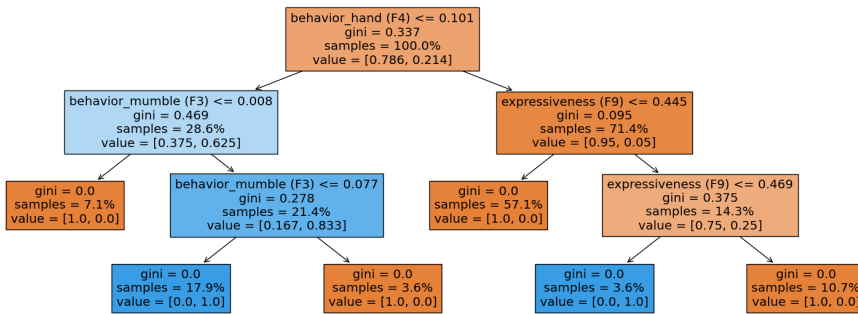 behavior_hand (F4) <= 0.101
gini = 0.337
samples = 100.0%
value = [0.786, 0.214]
behavior_mumble (F3) <= 0.008
gini = 0.469
samples = 28.6%
value = [0.375, 0.625]
expressiveness (F9) <= 0.445
gini = 0.095
samples = 71.4%
value = [0.95, 0.05]
gini = 0.0
samples = 7.1%
value = [1.0, 0.0]
behavior_mumble (F3) <= 0.077
gini = 0.278
samples = 21.4%
value = [0.167, 0.833]
gini = 0.0
samples = 57.1%
value = [1.0, 0.0]
expressiveness (F9) <= 0.469
gini = 0.375
samples = 14.3%
value = [0.75, 0.25]
gini = 0.0
samples = 17.9%
value = [0.0, 1.0]
gini = 0.0
samples = 3.6%
value = [1.0, 0.0]
gini = 0.0
samples = 3.6%
value = [0.0, 1.0]
gini = 0.0
samples = 10.7%
value = [1.0, 0.0]